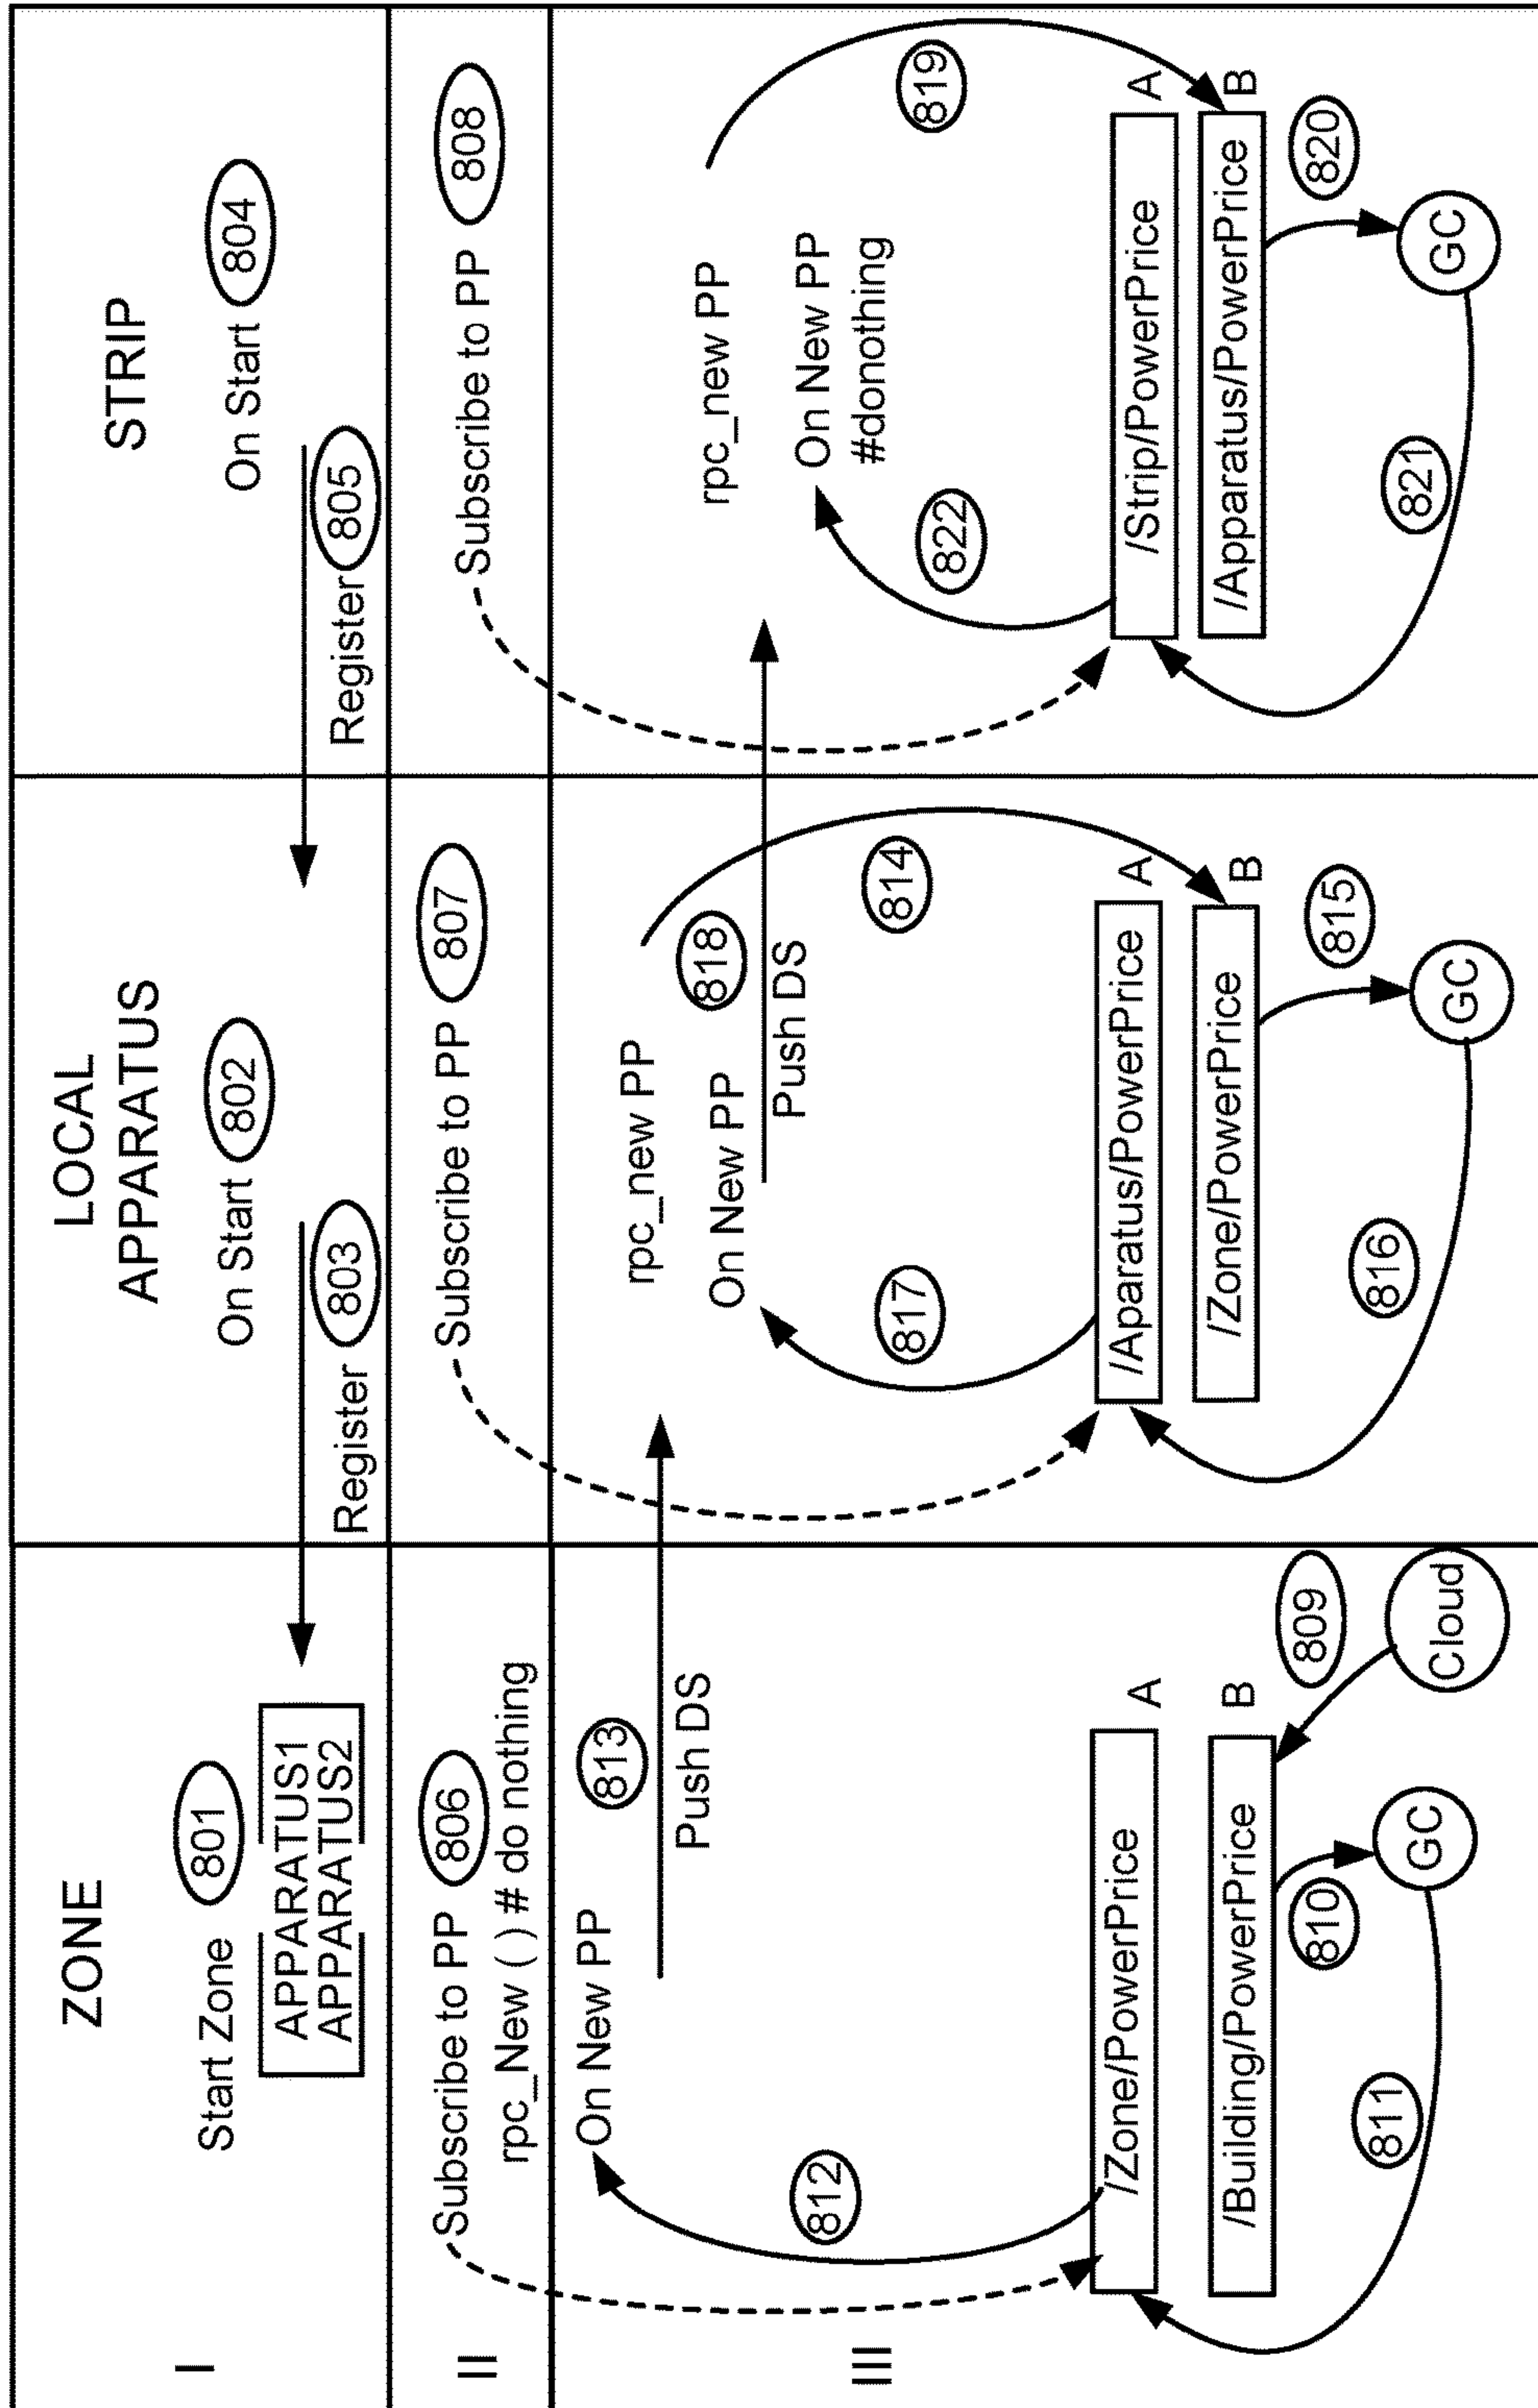 ZONE
LOCAL
APPARATUS
STRIP
I
Start Zone 801
APPARATUS1
APPARATUS2
On Start 802
Register 803
On Start 804
Register 805
II
Subscribe to PP 806
rpc_New ( ) # do nothing
Subscribe to PP 807
Subscribe to PP 808
III
On New PP
813
Push DS
812
/Zone/PowerPrice A
/Building/PowerPrice B
809
Cloud
810
GC
811
rpc_new PP
On New PP
818
Push DS
814
817
/Aparatus/PowerPrice A
/Zone/PowerPrice B
815
GC
816
rpc_new PP
On New PP
#donothing
819
822
/Strip/PowerPrice A
/Apparatus/PowerPrice B
820
GC
821